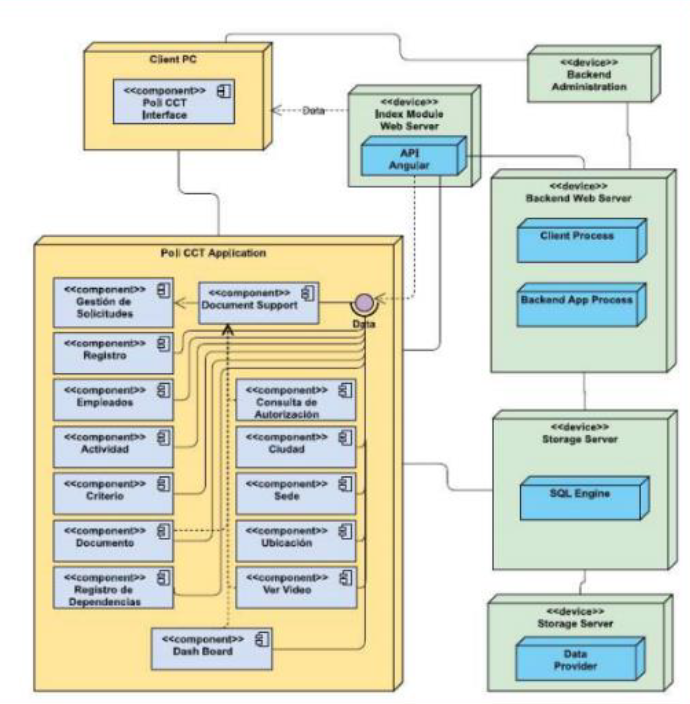 Client PC
<<component>>
Poli CCT
Interface
<<device>>
Backend
Administration
Data
<<device>>
Index Module
Web Server
API
Angular
<<device>>
Backend Web Server
Client Process
Backend App Process
Poli CCT Application
<<component>>
Gestión de
Solicitudes
<<component>>
Document Support
Data
<<component>>
Registro
<<component>>
Empleados
<<component>>
Consulta de
Autorización
<<component>>
Actividad
<<component>>
Ciudad
<<component>>
Criterio
<<component>>
Sede
<<component>>
Documento
<<component>>
Ubicación
<<component>>
Registro de
Dependencias
<<component>>
Ver Video
<<component>>
Dash Board
<<device>>
Storage Server
SQL Engine
<<device>>
Storage Server
Data
Provider